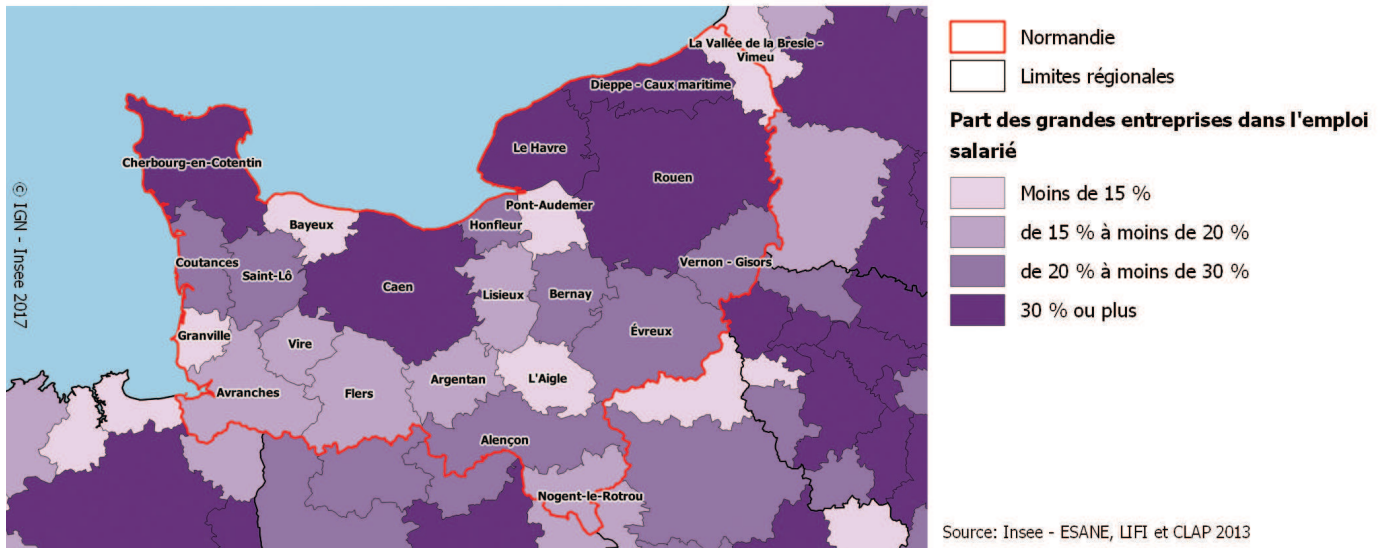 La Vallée de la Bresle -
Vimeu
Dieppe - Caux maritime
Le Havre
Cherbourg-en-Cotentin
Rouen
Pont-Audemer
Bayeux
Honfleur
Coutances
Saint-Lô
Vernon - Gisors
Caen
Lisieux
Bernay
Évreux
Granville
Vire
Argentan
L'Aigle
Avranches
Flers
Alençon
Nogent-le-Rotrou
© IGN - Insee 2017
Normandie
Limites régionales
Part des grandes entreprises dans l'emploi
salarié
Moins de 15 %
de 15 % à moins de 20 %
de 20 % à moins de 30 %
30 % ou plus
Source: Insee - ESANE, LIFI et CLAP 2013